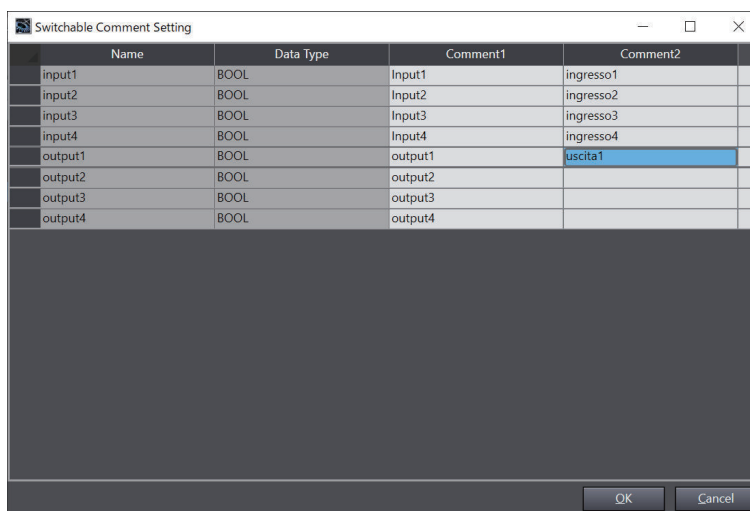 Switchable Comment Setting
Name Data Type Comment1 Comment2
input1 BOOL Input1 ingresso1
input2 BOOL Input2 ingresso2
input3 BOOL Input3 ingresso3
input4 BOOL Input4 ingresso4
output1 BOOL output1 uscita1
output2 BOOL output2
output3 BOOL output3
output4 BOOL output4
OK Cancel